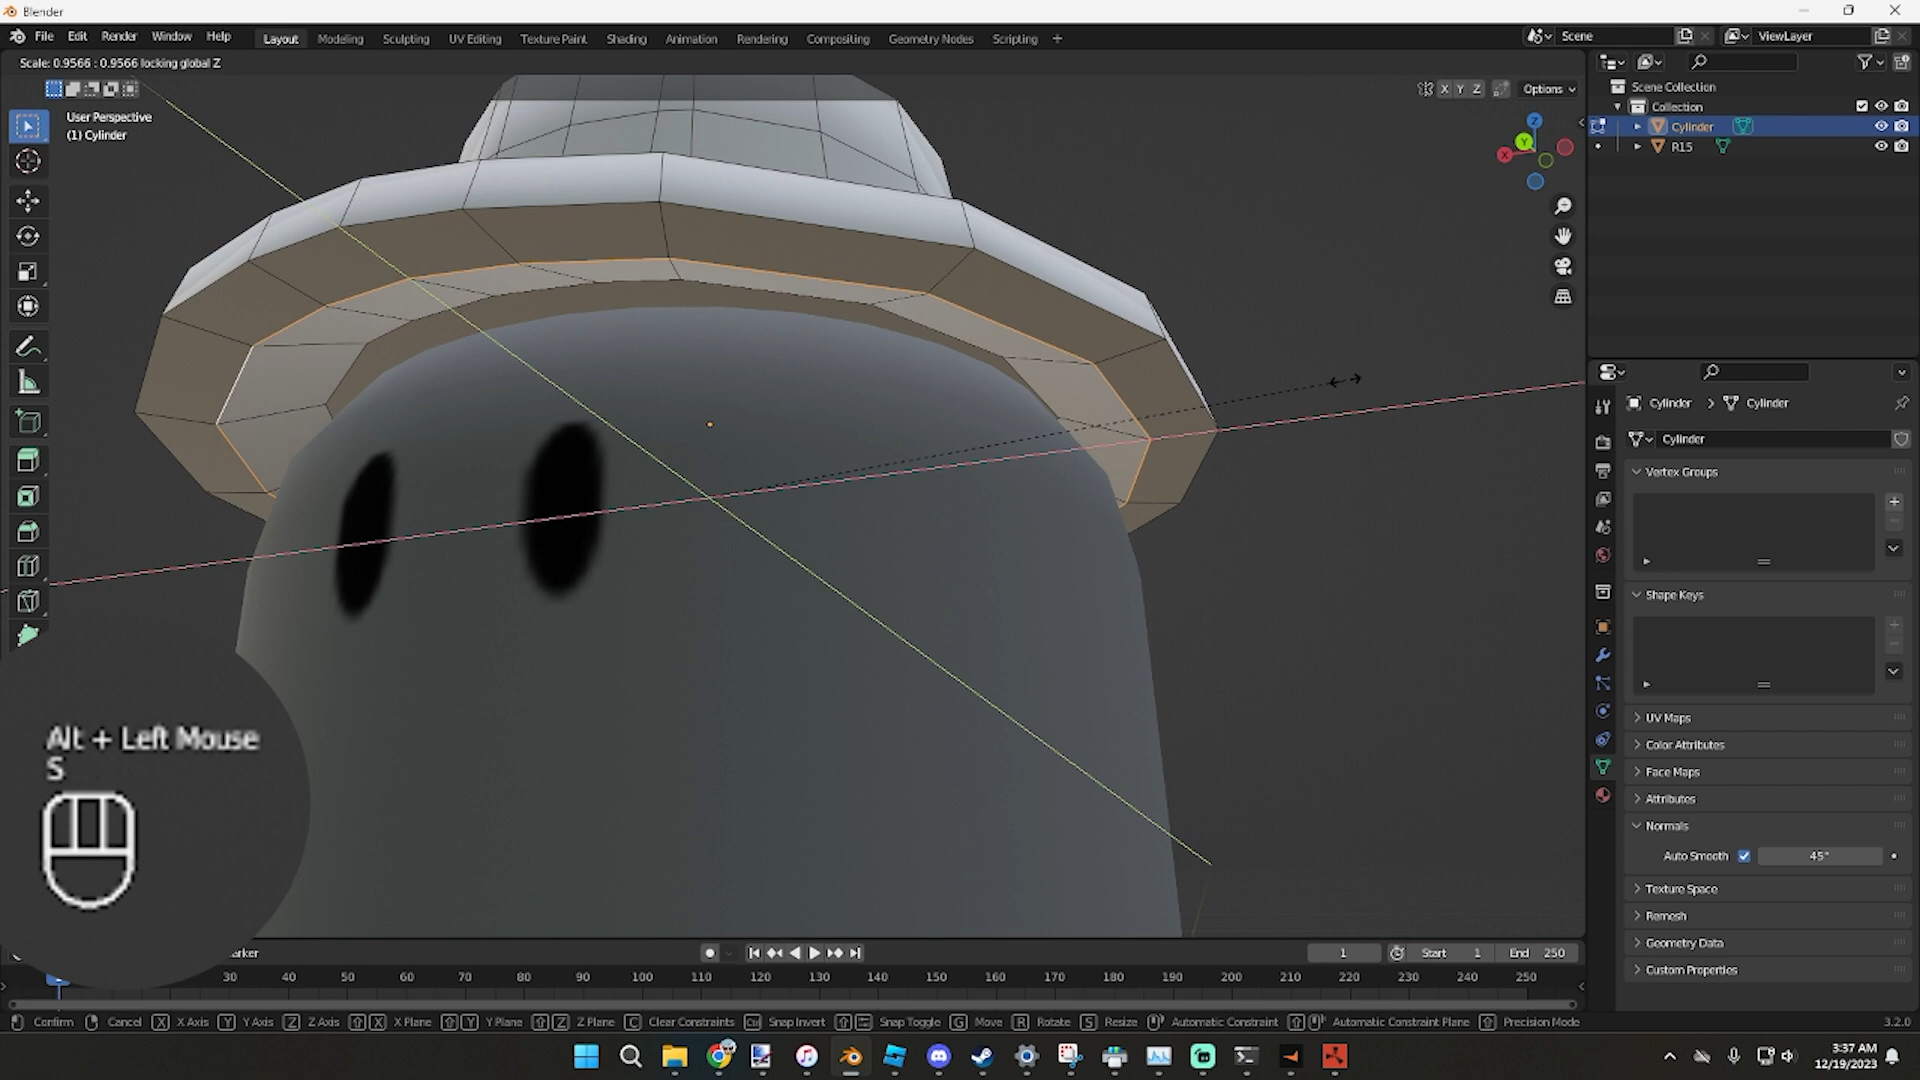 Blender
File Edit Render Window Help Layout Modeling Sculpting UV Editing Texture Paint Shading Animation Rendering Compositing Geometry Nodes Scripting + Scene ViewLayer
Scale: 0.9566 : 0.9566 locking global Z
X Y Z Options
User Perspective
(1) Cylinder
Z
Y
X
Scene Collection
Collection
Cylinder
R15
Cylinder > Cylinder
Cylinder
Vertex Groups
Shape Keys
UV Maps
Color Attributes
Face Maps
Attributes
Normals
Auto Smooth 45°
Texture Space
Remesh
Geometry Data
Custom Properties
Alt + Left Mouse
S
arker 1 Start 1 End 250
30 40 50 60 70 80 90 100 110 120 130 140 150 160 170 180 190 200 210 220 230 240 250
Confirm Cancel X X Axis Y Y Axis Z Z Axis X X Plane Y Y Plane Z Z Plane C Clear Constraints Ctrl Snap Invert Snap Toggle G Move R Rotate S Resize Automatic Constraint Automatic Constraint Plane Precision Mode 3.2.0
3:37 AM
12/19/2023